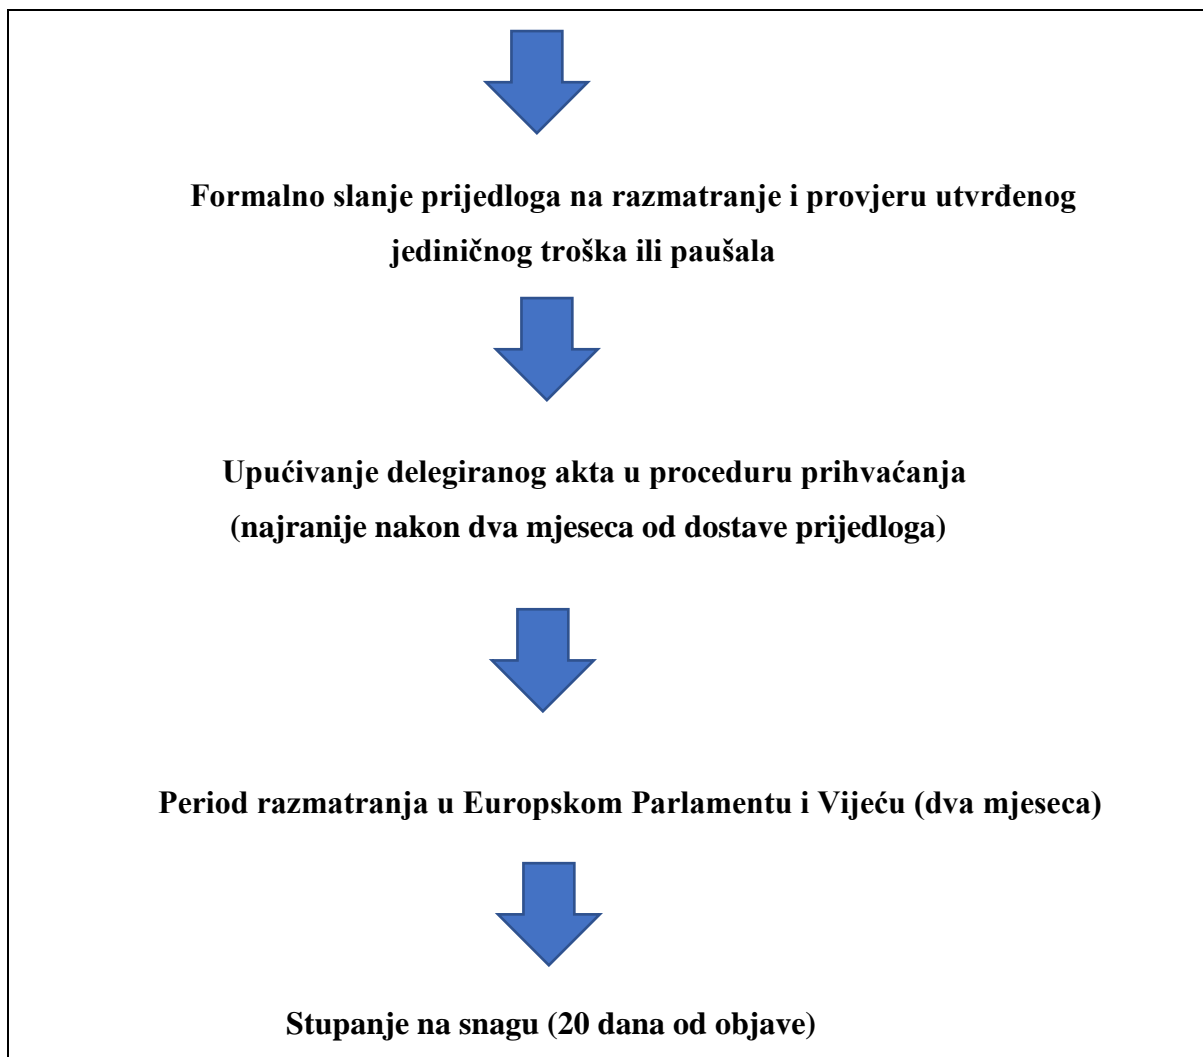 Formalno slanje prijedloga na razmatranje i provjeru utvrđenog
jediničnog troška ili paušala
Upućivanje delegiranog akta u proceduru prihvaćanja
(najranije nakon dva mjeseca od dostave prijedloga)
Period razmatranja u Europskom Parlamentu i Vijeću (dva mjeseca)
Stupanje na snagu (20 dana od objave)